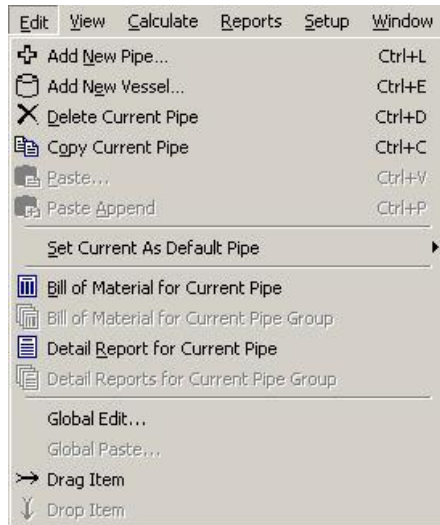 Edit View Calculate Reports Setup Window
Add New Pipe... Ctrl+L
Add New Vessel... Ctrl+E
Delete Current Pipe Ctrl+D
Copy Current Pipe Ctrl+C
Paste... Ctrl+V
Paste Append Ctrl+P
Set Current As Default Pipe
Bill of Material for Current Pipe
Bill of Material for Current Pipe Group
Detail Report for Current Pipe
Detail Reports for Current Pipe Group
Global Edit...
Global Paste...
Drag Item
Drop Item